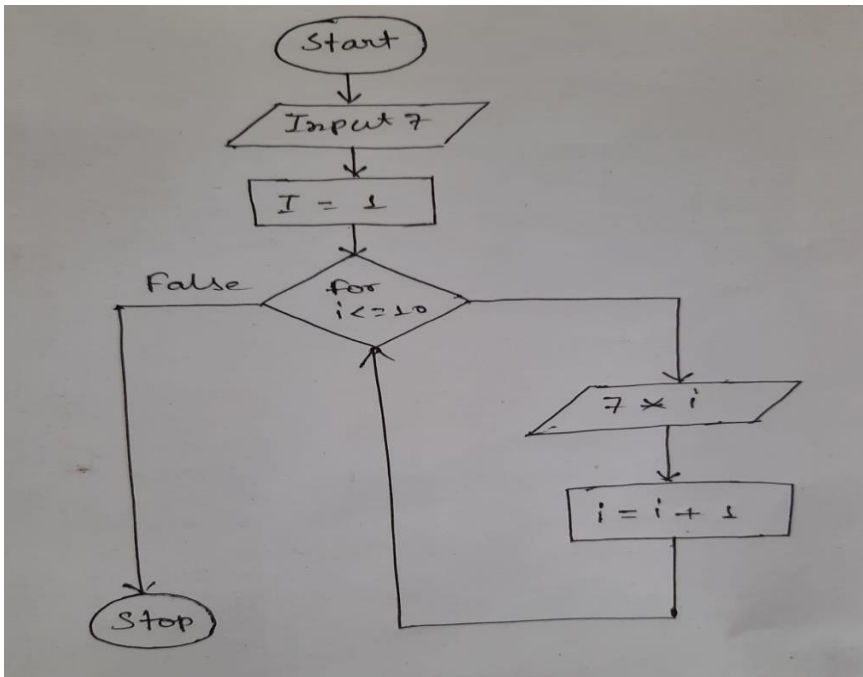 Start
Input 7
I = 1
False
for
i<=10
7 × i
i = i + 1
Stop